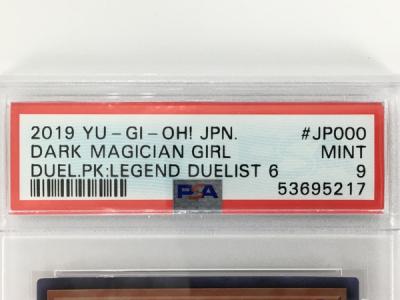 2019 YU-GI-OH! JPN. #JP000
DARK MAGICIAN GIRL MINT
DUEL.PK:LEGEND DUELIST 6 9
PSA 53695217